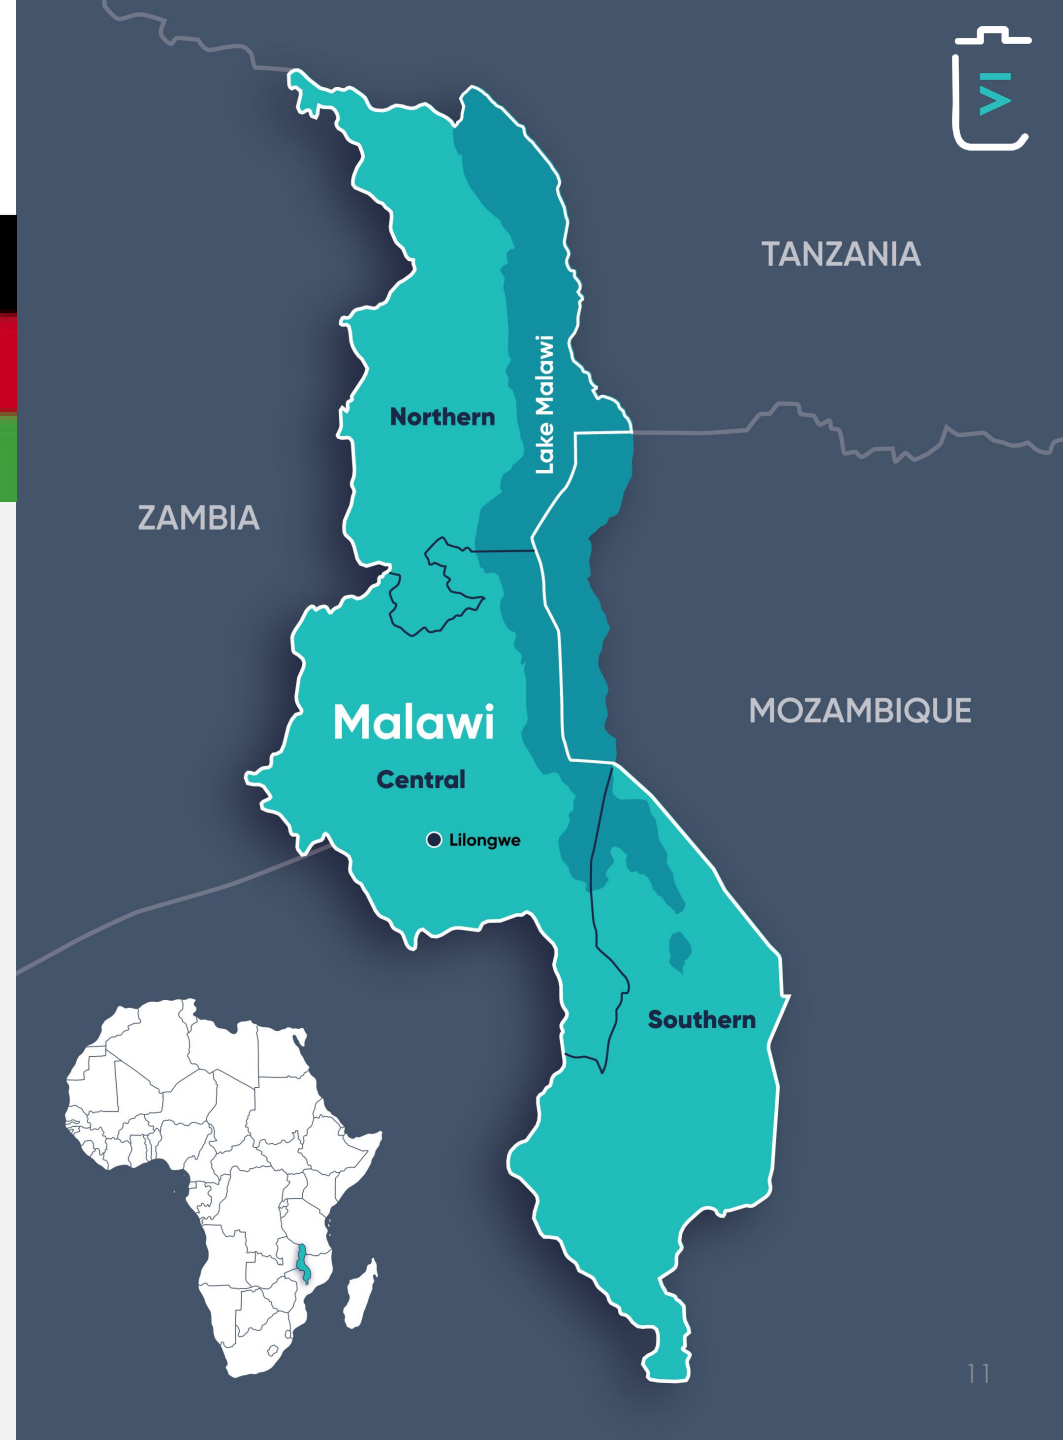 TANZANIA
Lake Malawi
Northern
ZAMBIA
Malawi
MOZAMBIQUE
Central
Lilongwe
Southern
11